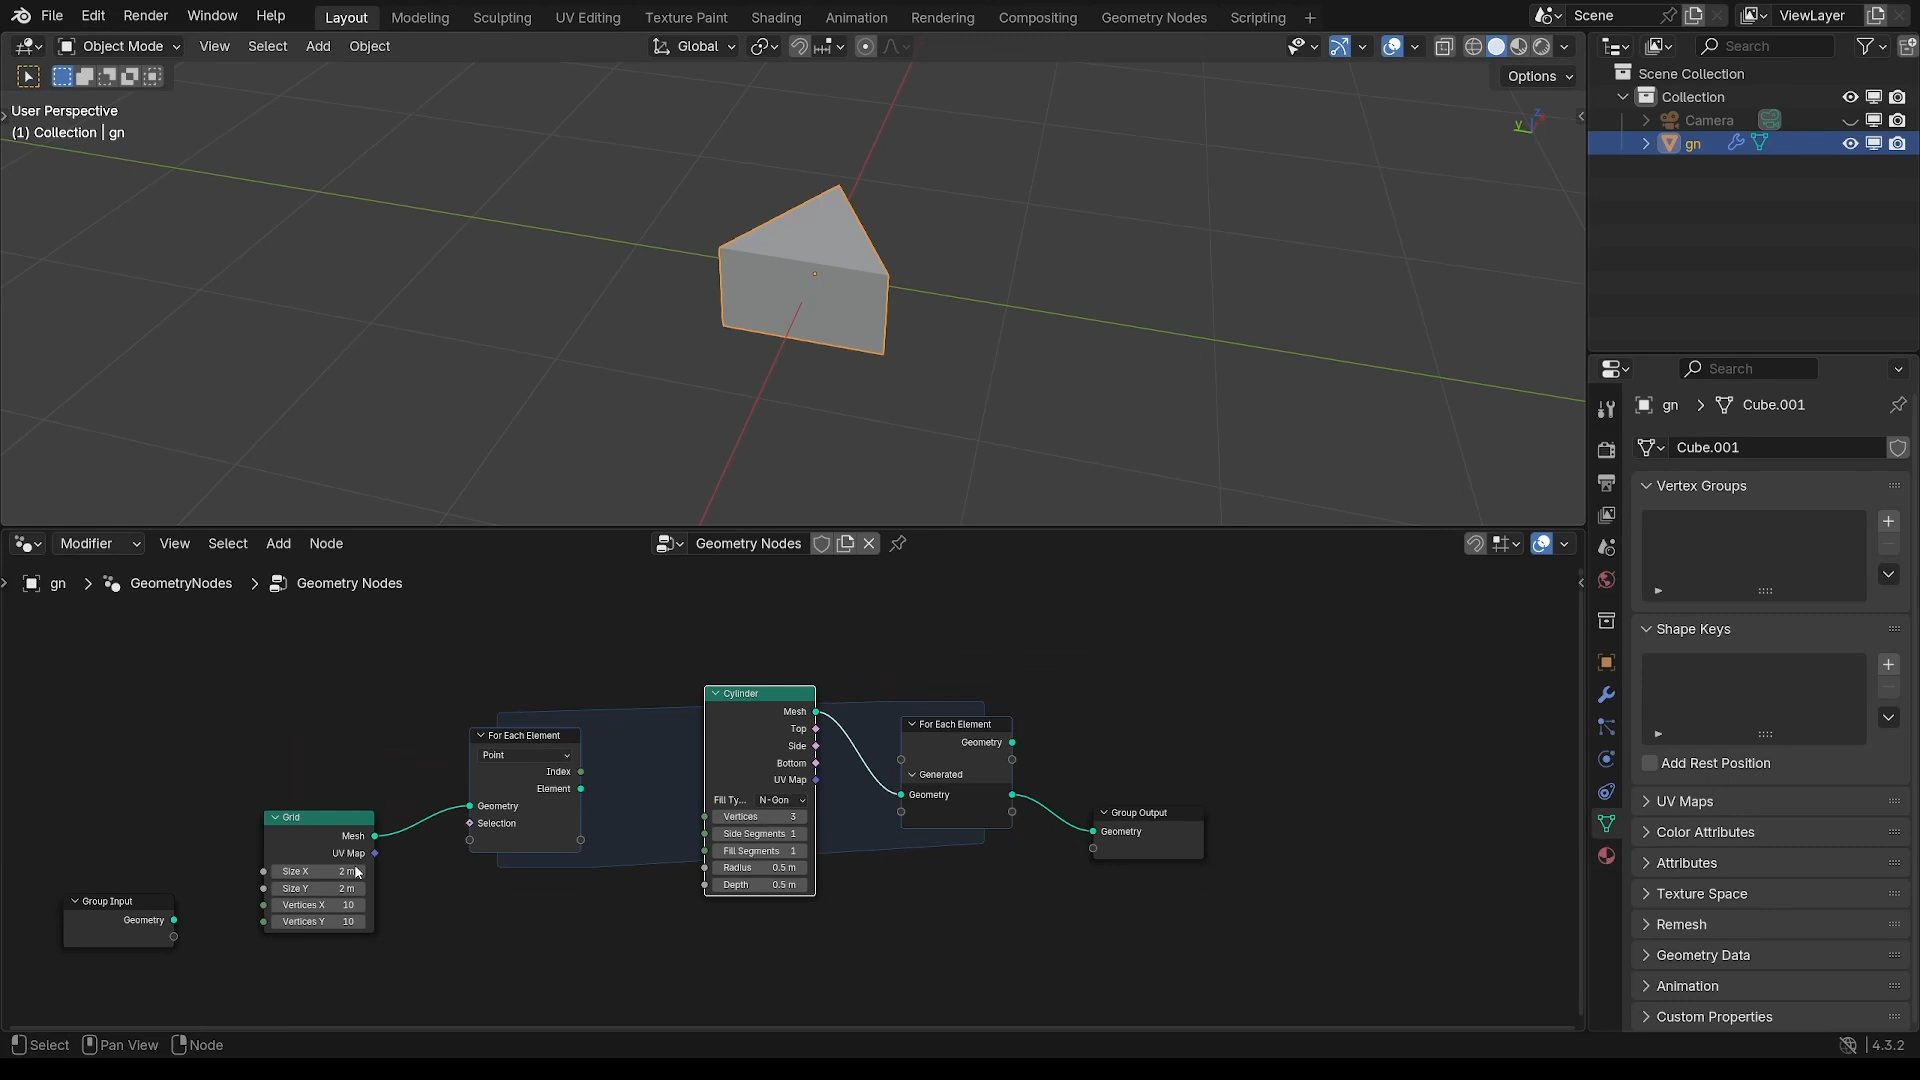 File Edit Render Window Help Layout Modeling Sculpting UV Editing Texture Paint Shading Animation Rendering Compositing Geometry Nodes Scripting + Scene ViewLayer
Object Mode View Select Add Object Global Search
Options
User Perspective
(1) Collection | gn
Y
Z
Scene Collection
Collection
Camera
gn
Search
gn > Cube.001
Cube.001
Vertex Groups
Shape Keys
Add Rest Position
UV Maps
Color Attributes
Attributes
Texture Space
Remesh
Geometry Data
Animation
Custom Properties
Modifier View Select Add Node Geometry Nodes
gn > GeometryNodes > Geometry Nodes
Group Input
Geometry
Grid
Mesh
UV Map
Size X 2 m
Size Y 2 m
Vertices X 10
Vertices Y 10
For Each Element
Point
Index
Element
Geometry
Selection
Cylinder
Mesh
Top
Side
Bottom
UV Map
Fill Ty... N-Gon
Vertices 3
Side Segments 1
Fill Segments 1
Radius 0.5 m
Depth 0.5 m
For Each Element
Geometry
Generated
Geometry
Group Output
Geometry
Select Pan View Node 4.3.2